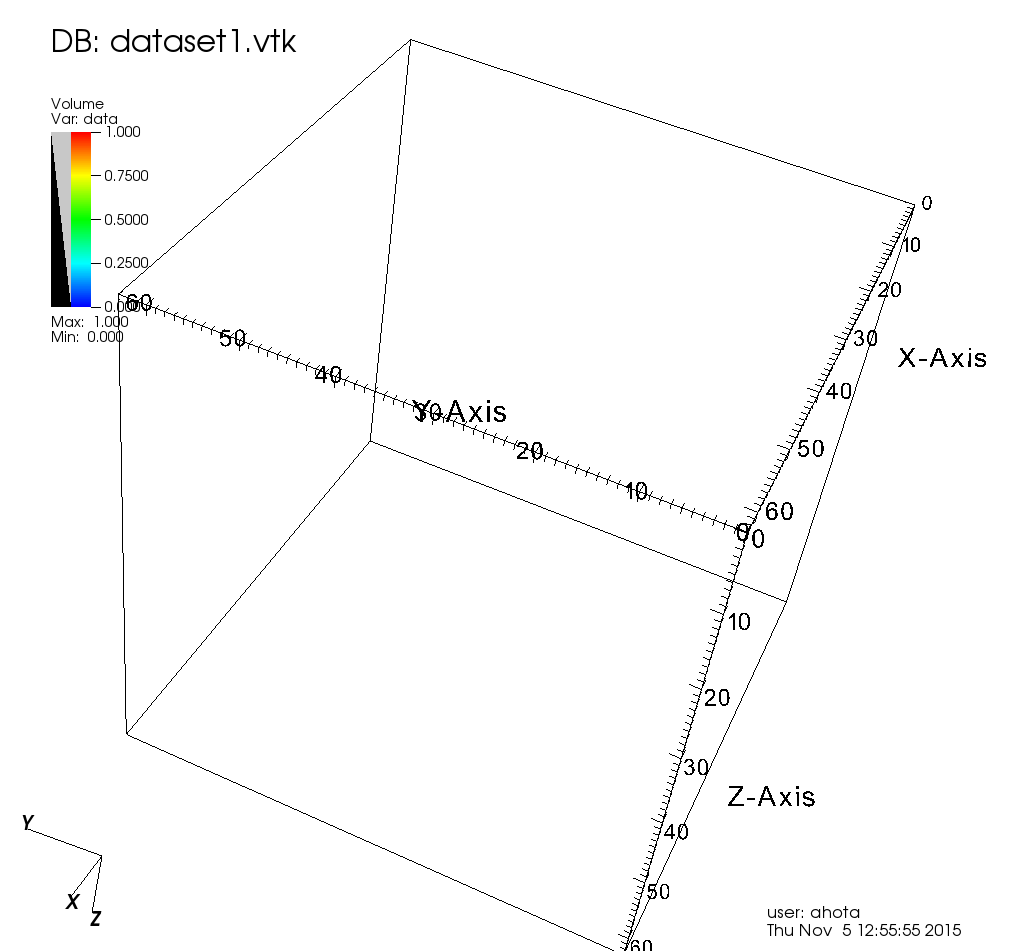 DB: dataset1.vtk
Volume
Var: data
1.000
0.7500
0.5000
0.2500
0.000
Max: 1.000
Min: 0.000
60
50
40
30
Y-Axis
20
10
0
0
10
20
30
40
50
60
X-Axis
0
10
20
30
40
50
60
Z-Axis
Y
X
Z
user: ahota
Thu Nov 5 12:55:55 2015